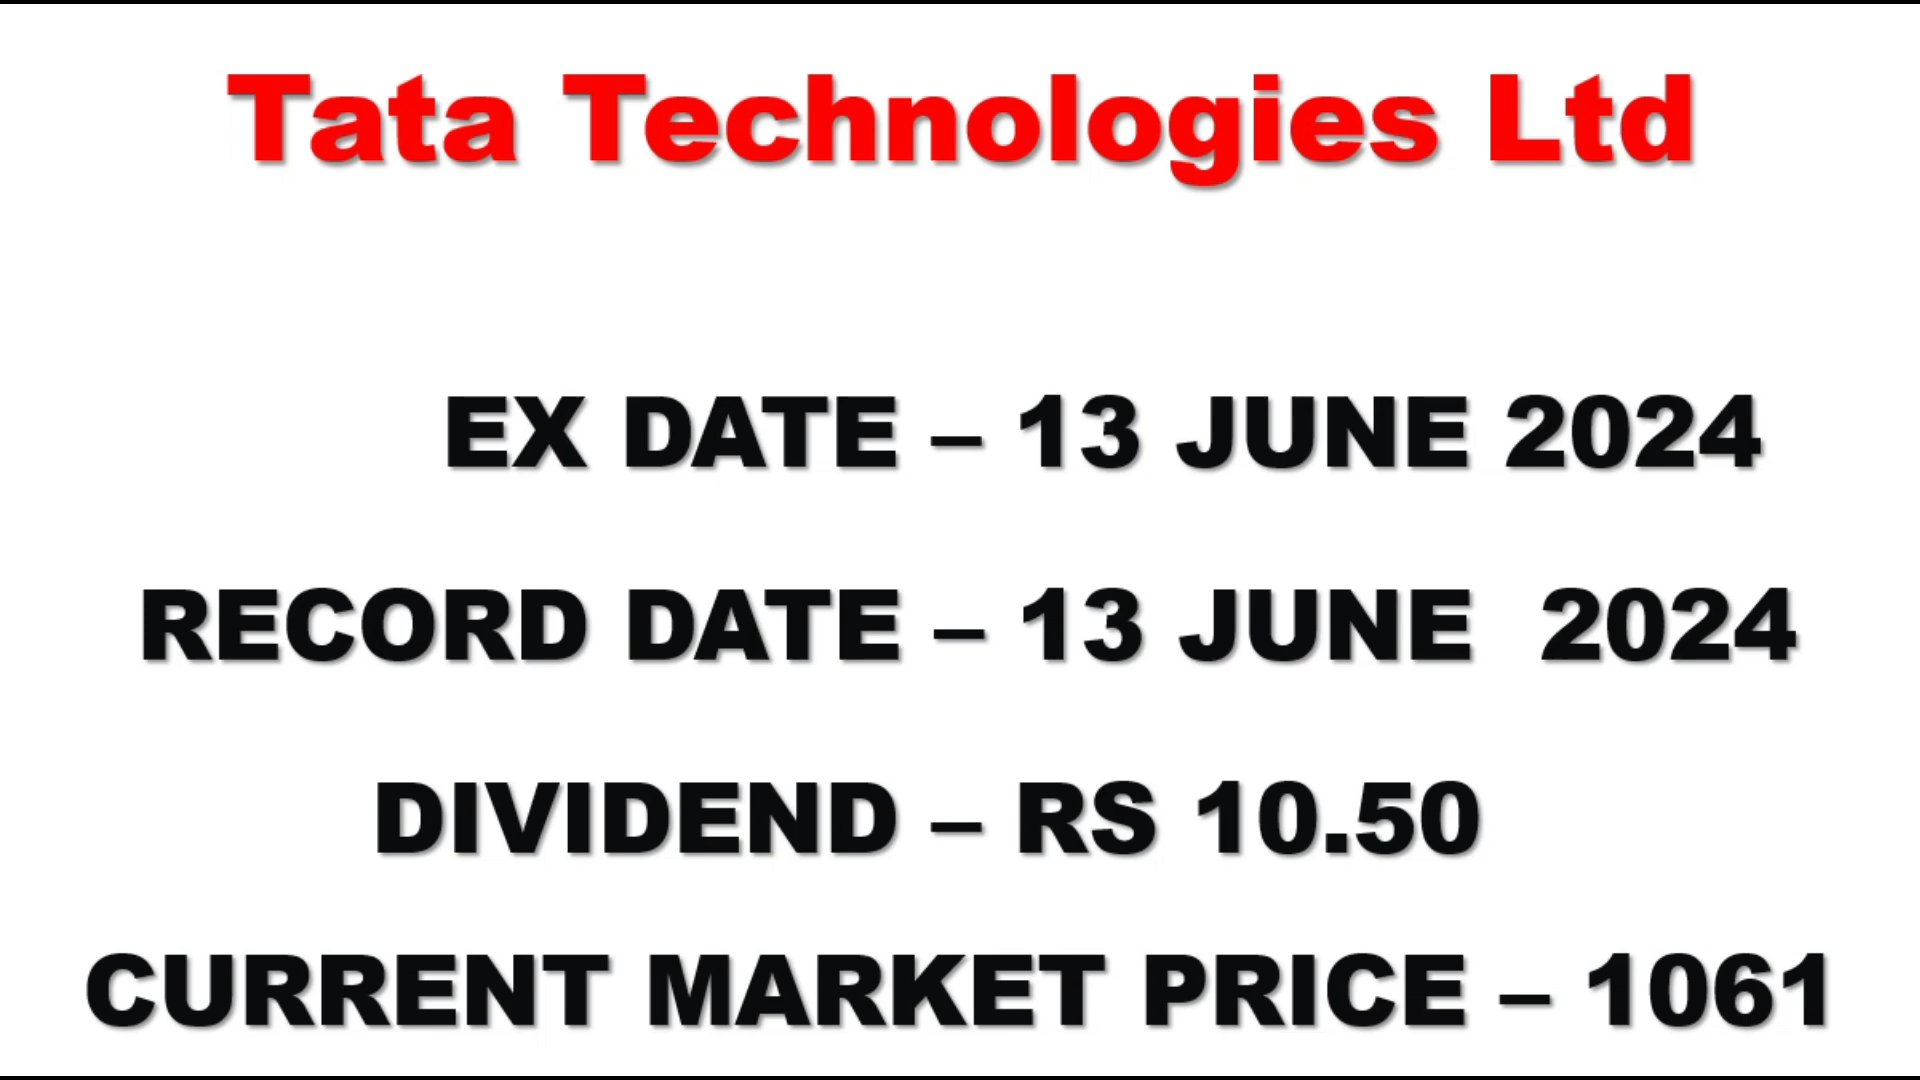 Tata Technologies Ltd
EX DATE – 13 JUNE 2024
RECORD DATE – 13 JUNE  2024
DIVIDEND – RS 10.50
CURRENT MARKET PRICE – 1061